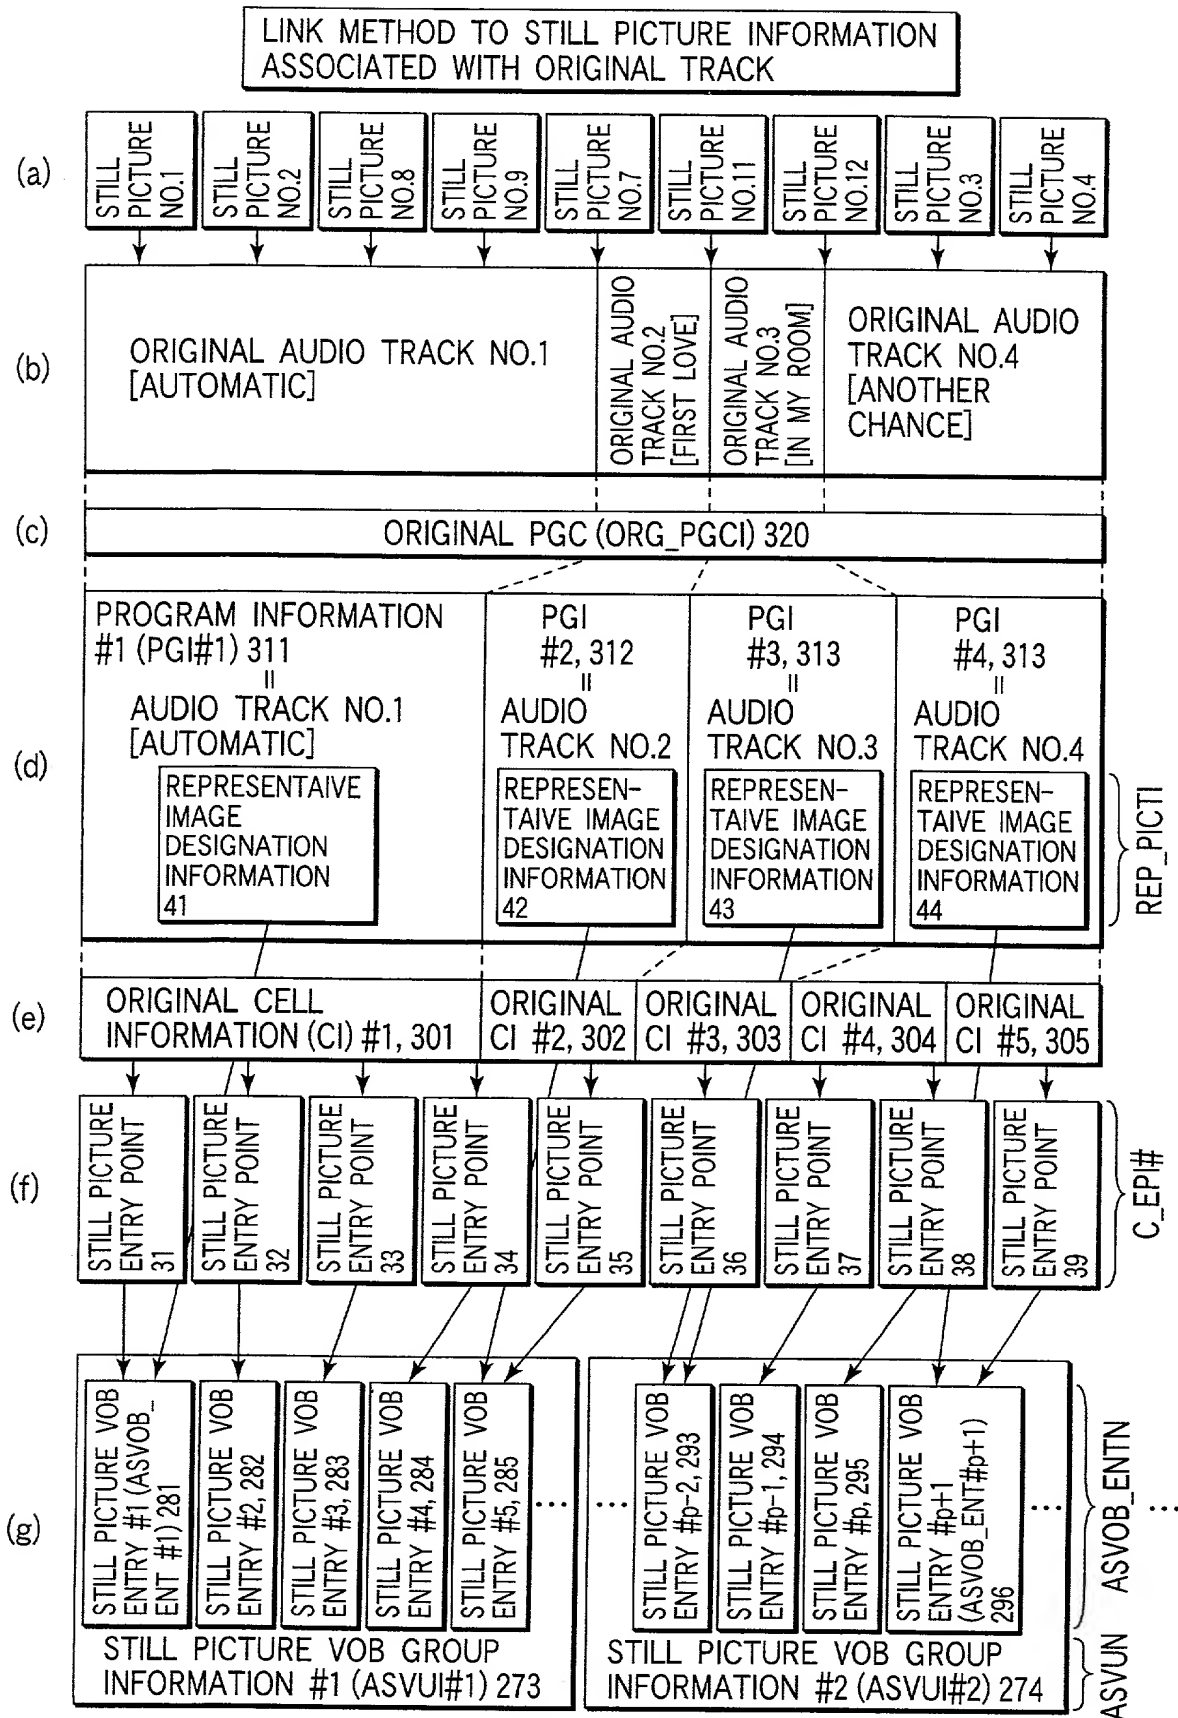 LINK METHOD TO STILL PICTURE INFORMATION
ASSOCIATED WITH ORIGINAL TRACK
(a)
STILL
PICTURE
NO.1
STILL
PICTURE
NO.2
STILL
PICTURE
NO.8
STILL
PICTURE
NO.9
STILL
PICTURE
NO.7
STILL
PICTURE
NO.11
STILL
PICTURE
NO.12
STILL
PICTURE
NO.3
STILL
PICTURE
NO.4
(b)
ORIGINAL AUDIO TRACK NO.1
[AUTOMATIC]
ORIGINAL AUDIO
TRACK NO.2
[FIRST LOVE]
ORIGINAL AUDIO
TRACK NO.3
[IN MY ROOM]
ORIGINAL AUDIO
TRACK NO.4
[ANOTHER
CHANCE]
(c)
ORIGINAL PGC (ORG_PGCI) 320
(d)
PROGRAM INFORMATION
#1 (PGI#1) 311
=
AUDIO TRACK NO.1
[AUTOMATIC]
REPRESENTAIVE
IMAGE
DESIGNATION
INFORMATION
41
PGI
#2, 312
=
AUDIO
TRACK NO.2
REPRESEN-
TAIVE IMAGE
DESIGNATION
INFORMATION
42
PGI
#3, 313
=
AUDIO
TRACK NO.3
REPRESEN-
TAIVE IMAGE
DESIGNATION
INFORMATION
43
PGI
#4, 313
=
AUDIO
TRACK NO.4
REPRESEN-
TAIVE IMAGE
DESIGNATION
INFORMATION
44
REP_PICTI
(e)
ORIGINAL CELL
INFORMATION (CI) #1, 301
ORIGINAL
CI #2, 302
ORIGINAL
CI #3, 303
ORIGINAL
CI #4, 304
ORIGINAL
CI #5, 305
(f)
STILL PICTURE
ENTRY POINT
31
STILL PICTURE
ENTRY POINT
32
STILL PICTURE
ENTRY POINT
33
STILL PICTURE
ENTRY POINT
34
STILL PICTURE
ENTRY POINT
35
STILL PICTURE
ENTRY POINT
36
STILL PICTURE
ENTRY POINT
37
STILL PICTURE
ENTRY POINT
38
STILL PICTURE
ENTRY POINT
39
C_EPI#
(g)
STILL PICTURE VOB
ENTRY #1 (ASVOB_
ENT #1) 281
STILL PICTURE VOB
ENTRY #2, 282
STILL PICTURE VOB
ENTRY #3, 283
STILL PICTURE VOB
ENTRY #4, 284
STILL PICTURE VOB
ENTRY #5, 285
...
STILL PICTURE VOB GROUP
INFORMATION #1 (ASVUI#1) 273
...
STILL PICTURE VOB
ENTRY #p-2, 293
STILL PICTURE VOB
ENTRY #p-1, 294
STILL PICTURE VOB
ENTRY #p, 295
STILL PICTURE VOB
ENTRY #p+1
(ASVOB_ENT#p+1)
296
...
STILL PICTURE VOB GROUP
INFORMATION #2 (ASVUI#2) 274
ASVOB_ENTN
ASVUN
...